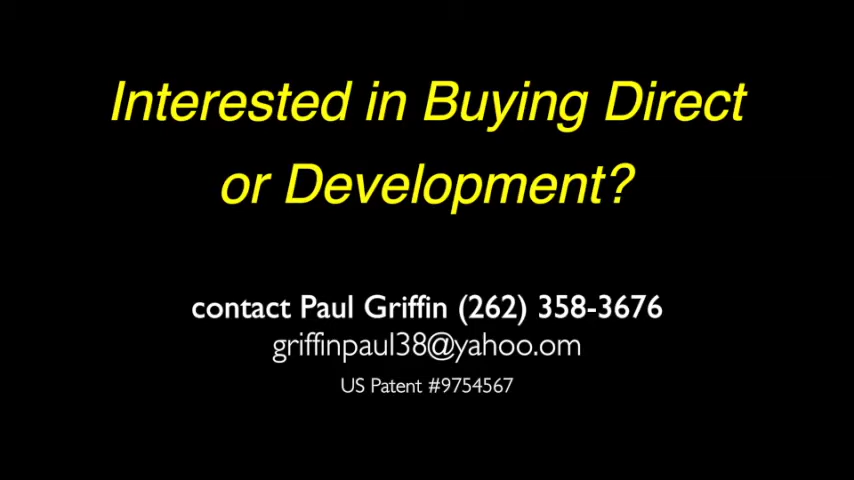 Interested in Buying Direct
or Development?
contact Paul Griffin (262) 358-3676
griffinpaul38@yahoo.om
US Patent #9754567